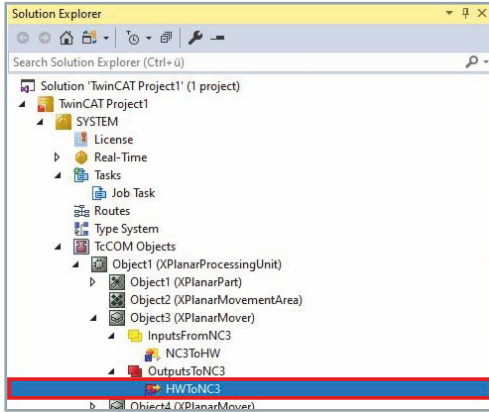 Solution Explorer
Search Solution Explorer (Ctrl+ü)
Solution 'TwinCAT Project1' (1 project)
TwinCAT Project1
SYSTEM
License
Real-Time
Tasks
Job Task
Routes
Type System
TcCOM Objects
Object1 (XPlanarProcessingUnit)
Object1 (XPlanarPart)
Object2 (XPlanarMovementArea)
Object3 (XPlanarMover)
InputsFromNC3
NC3ToHW
OutputsToNC3
HWToNC3
Object4 (XPlanarMover)